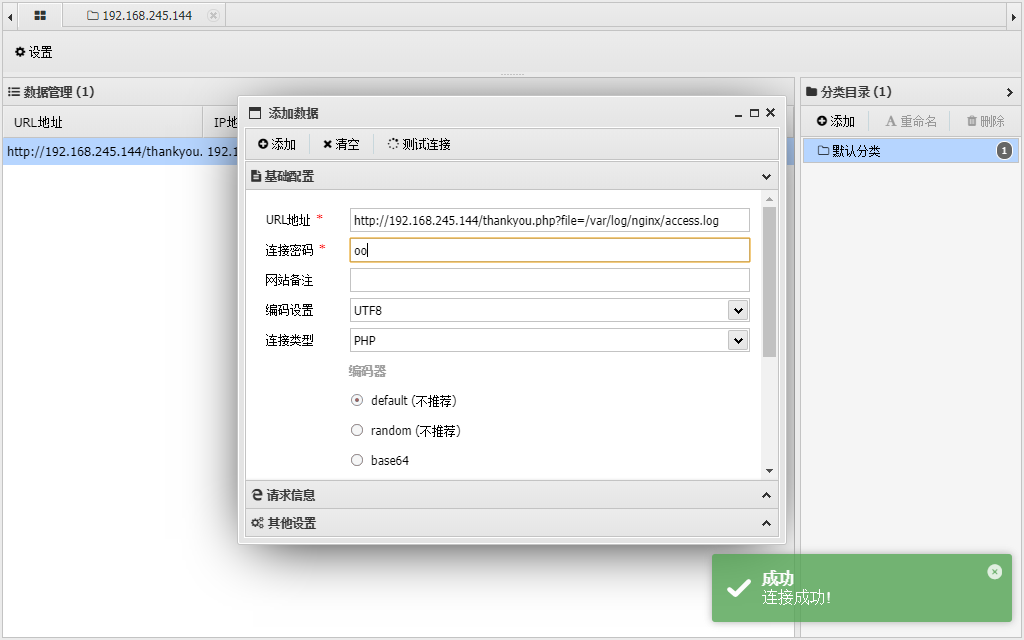 192.168.245.144
设置
数据管理 (1)
分类目录 (1)
URL地址
IP地
添加
重命名
删除
http://192.168.245.144/thankyou.
192.1
默认分类
1
添加数据
添加
清空
测试连接
基础配置
URL地址 *
http://192.168.245.144/thankyou.php?file=/var/log/nginx/access.log
连接密码 *
oo
网站备注
编码设置
UTF8
连接类型
PHP
编码器
default (不推荐)
random (不推荐)
base64
请求信息
其他设置
成功
连接成功!